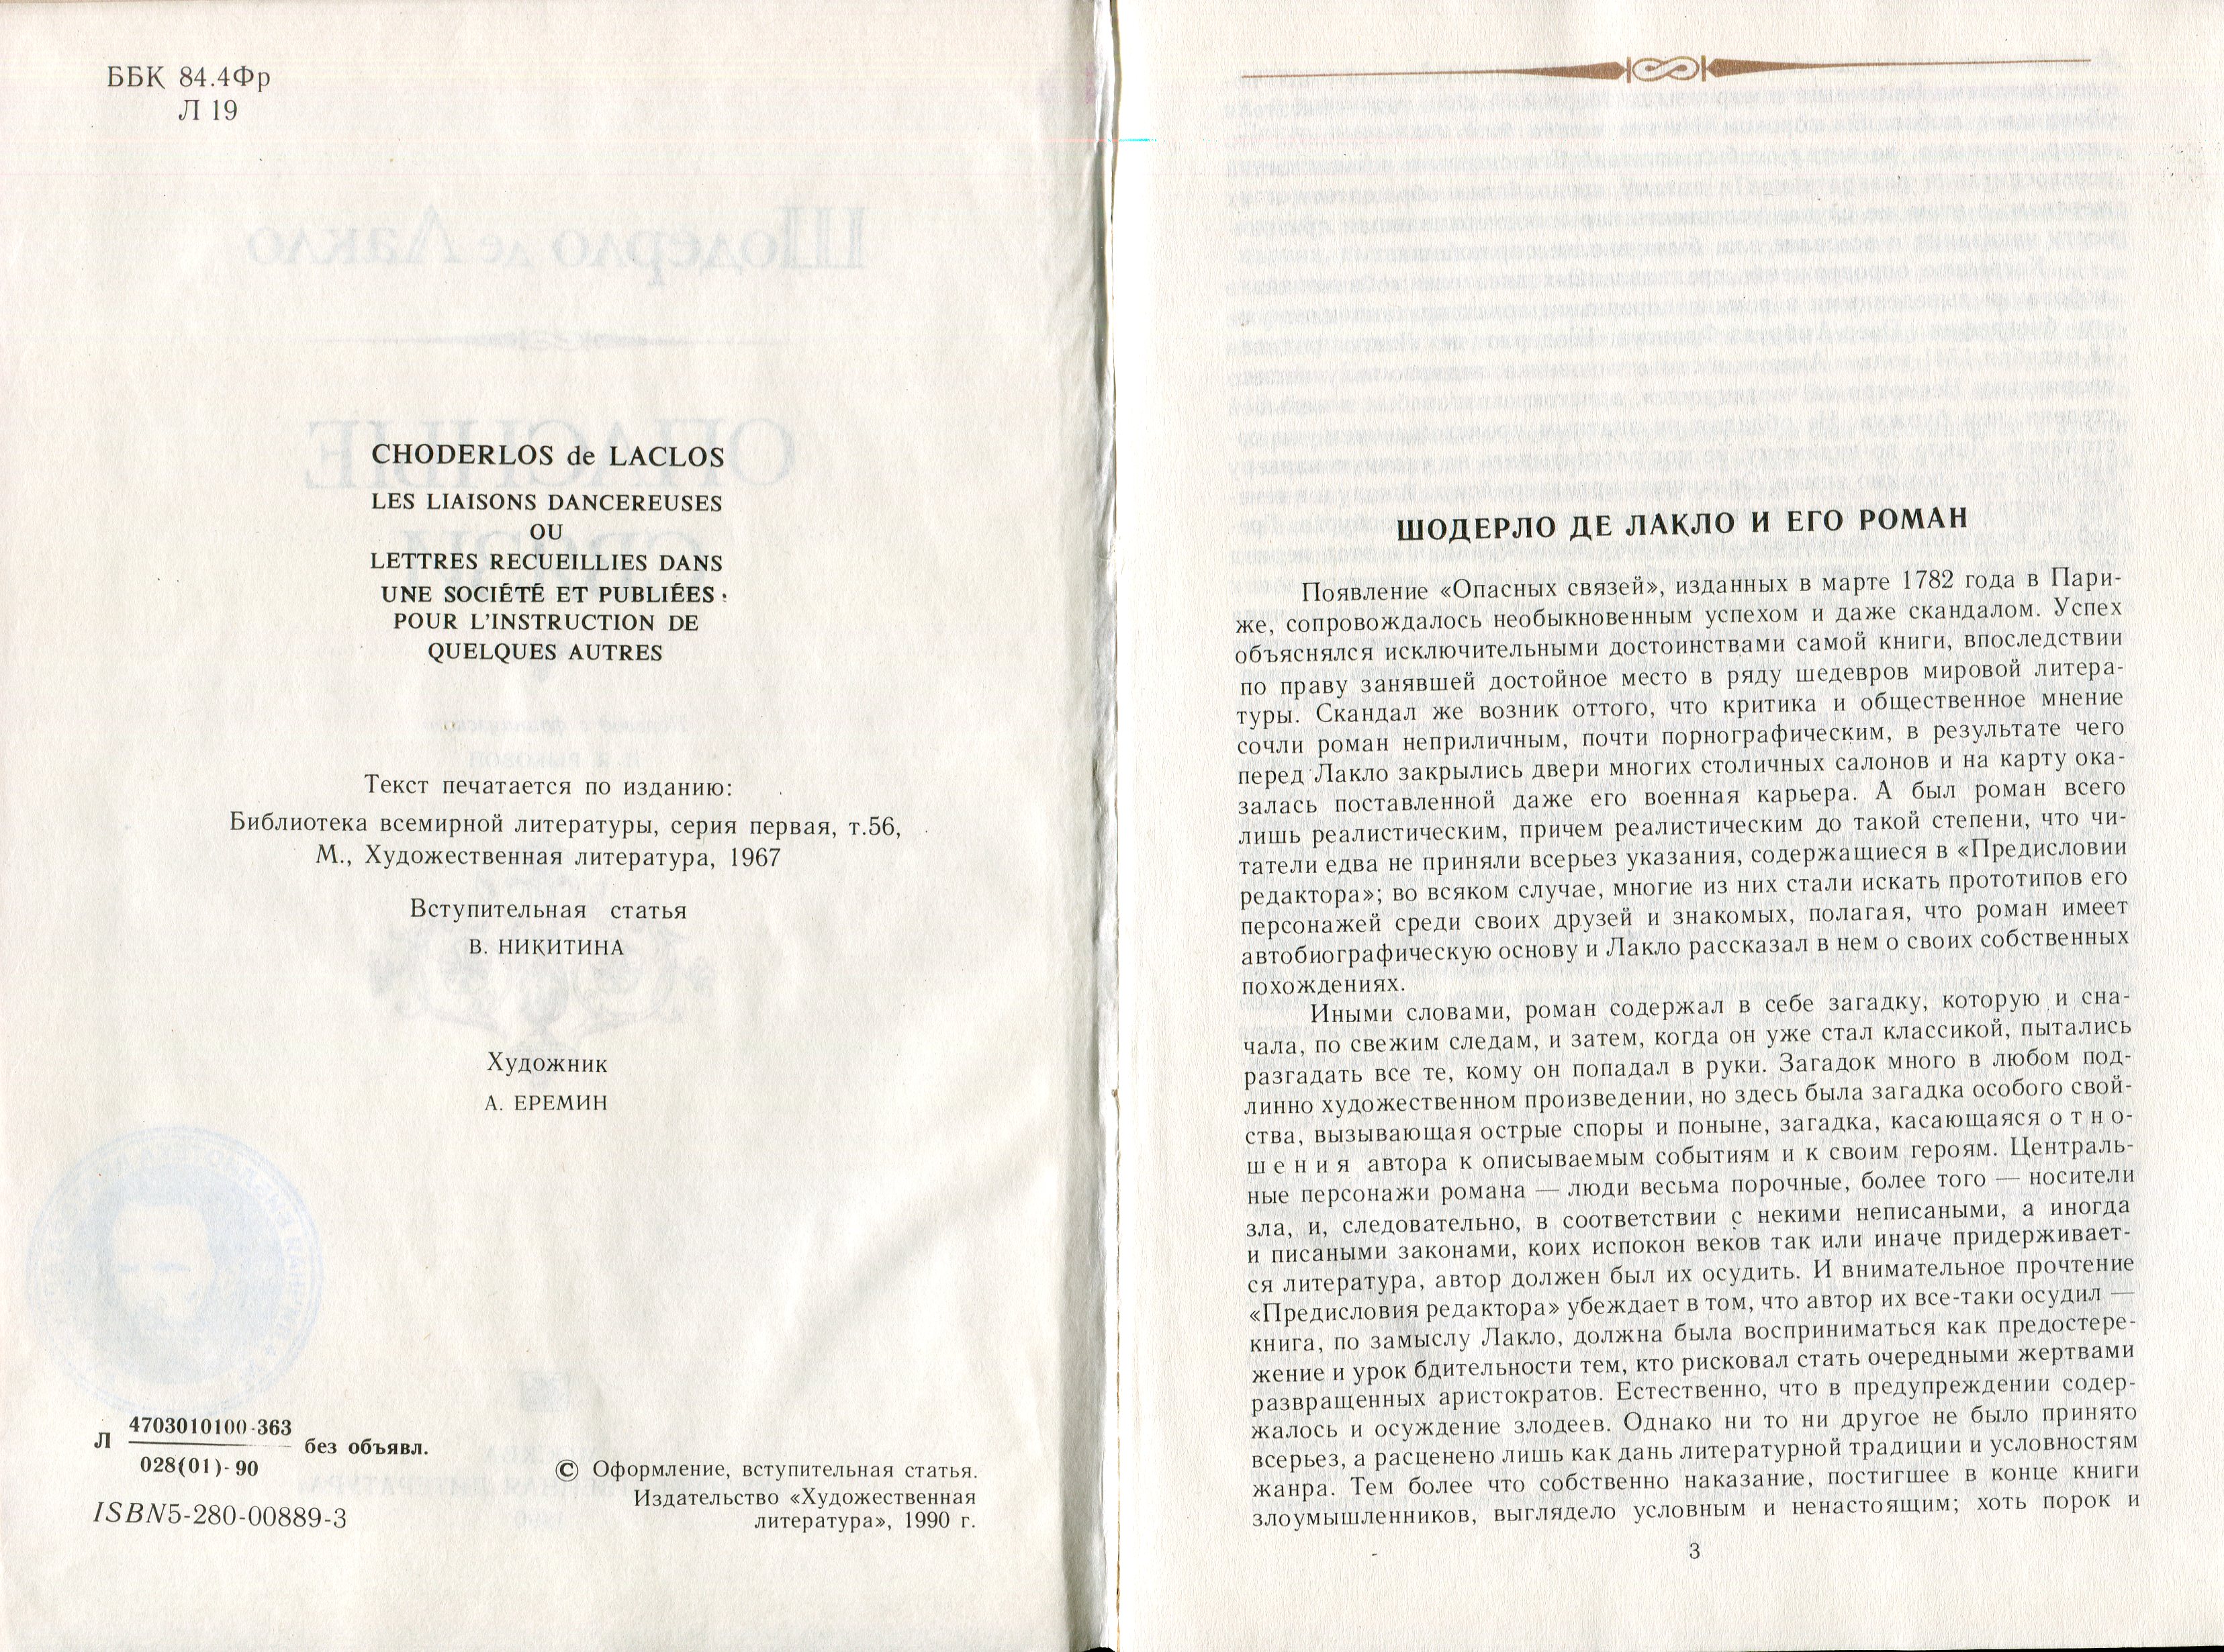 ББК 84.4Фр
Л 19
CHODERLOS de LACLOS
LES LIAISONS DANCEREUSES
OU
LETTRES RECUEILLIES DANS
UNE SOCIÉTÉ ET PUBLIÉES
POUR L'INSTRUCTION DE
QUELQUES AUTRES
Текст печатается по изданию:
Библиотека всемирной литературы, серия первая, т.56,
М., Художественная литература, 1967
Вступительная статья
В. НИКИТИНА
Художник
А. ЕРЕМИН
Л 4703010100-363
028(01)-90 без объявл.
ISBN5-280-00889-3
© Оформление, вступительная статья.
Издательство «Художественная
литература», 1990 г.
ШОДЕРЛО ДЕ ЛАКЛО И ЕГО РОМАН
Появление «Опасных связей», изданных в марте 1782 года в Пари-
же, сопровождалось необыкновенным успехом и даже скандалом. Успех
объяснялся исключительными достоинствами самой книги, впоследствии
по праву занявшей достойное место в ряду шедевров мировой литера-
туры. Скандал же возник оттого, что критика и общественное мнение
сочли роман неприличным, почти порнографическим, в результате чего
перед Лакло закрылись двери многих столичных салонов и на карту ока-
залась поставленной даже его военная карьера. А был роман всего
лишь реалистическим, причем реалистическим до такой степени, что чи-
татели едва не приняли всерьез указания, содержащиеся в «Предисловии
редактора»; во всяком случае, многие из них стали искать прототипов его
персонажей среди своих друзей и знакомых, полагая, что роман имеет
автобиографическую основу и Лакло рассказал в нем о своих собственных
похождениях.
Иными словами, роман содержал в себе загадку, которую и сна-
чала, по свежим следам, и затем, когда он уже стал классикой, пытались
разгадать все те, кому он попадал в руки. Загадок много в любом под-
линно художественном произведении, но здесь была загадка особого свой-
ства, вызывающая острые споры и поныне, загадка, касающаяся о т н о-
ш е н и я автора к описываемым событиям и к своим героям. Централь-
ные персонажи романа — люди весьма порочные, более того — носители
зла, и, следовательно, в соответствии с некими неписаными, а иногда
и писаными законами, коих испокон веков так или иначе придерживает-
ся литература, автор должен был их осудить. И внимательное прочтение
«Предисловия редактора» убеждает в том, что автор их все-таки осудил —
книга, по замыслу Лакло, должна была восприниматься как предостере-
жение и урок бдительности тем, кто рисковал стать очередными жертвами
развращенных аристократов. Естественно, что в предупреждении содер-
жалось и осуждение злодеев. Однако ни то ни другое не было принято
всерьез, а расценено лишь как дань литературной традиции и условностям
жанра. Тем более что собственно наказание, постигшее в конце книги
злоумышленников, выглядело условным и ненастоящим; хоть порок и
3